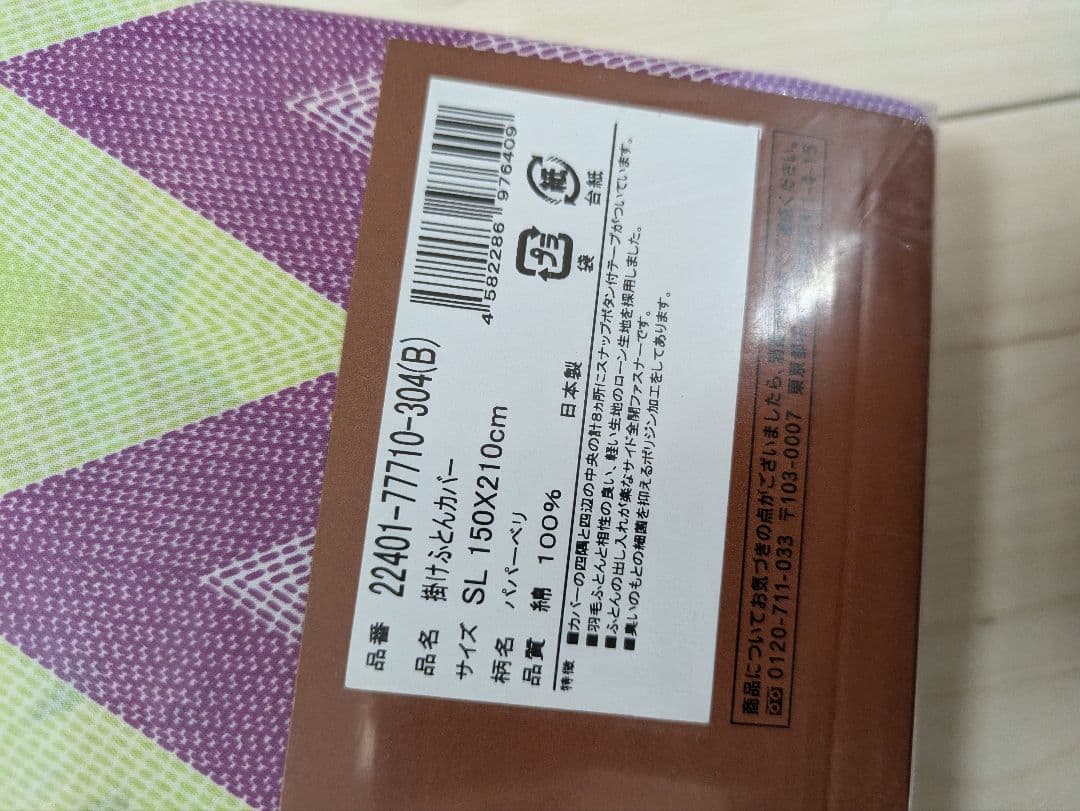 品番 22401-77710-304(B)
品名 掛けふとんカバー
サイズ SL 150X210cm
柄名 パパーベリ
品質 綿 100% 日本製
4 582286 976409
プラ 紙
袋 台紙
特徴 ■カバーの四隅と四辺の中央の計8ヵ所にスナップボタン付テープがついています。
■羽毛ふとんと相性の良い、軽い生地のローン生地を採用しました。
■ふとんの出し入れが楽なサイド全開ファスナーです。
■臭いのもとの細菌を抑えるポリジン加工をしてあります。
商品についてお気づきの点がございましたら、消 ください。
0120-711-033 〒103-0007 東京都中